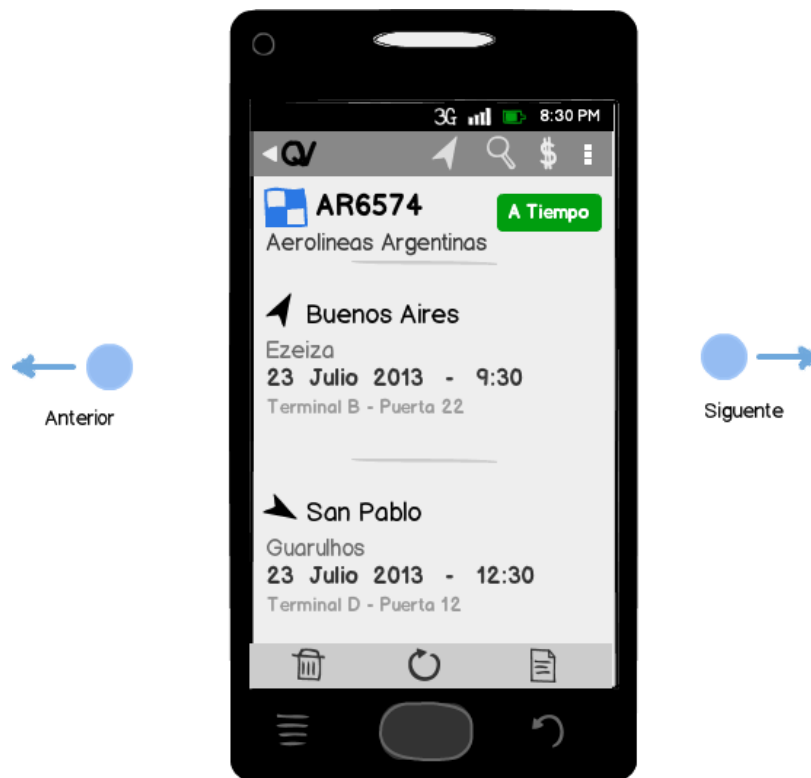 3G 8:30 PM
QV $
AR6574
A Tiempo
Aerolineas Argentinas
Buenos Aires
Ezeiza
23 Julio 2013 - 9:30
Terminal B - Puerta 22
San Pablo
Guarulhos
23 Julio 2013 - 12:30
Terminal D - Puerta 12
Anterior
Siguente